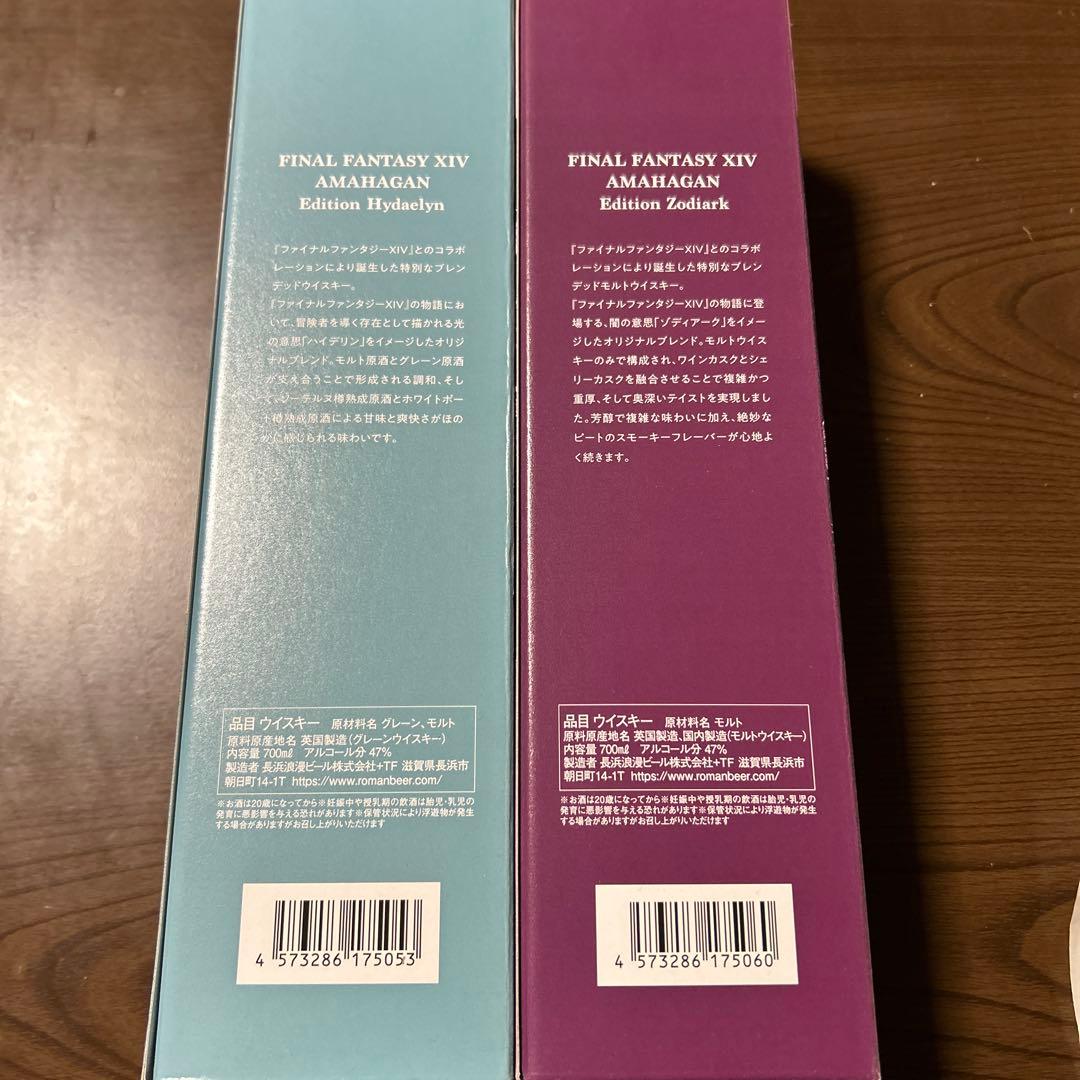 FINAL FANTASY XIV
AMAHAGAN
Edition Hydaelyn
『ファイナルファンタジーXIV』とのコラボ
レーションにより誕生した特別なブレン
デッドウイスキー。
『ファイナルファンタジーXIV』の物語にお
いて、冒険者を導く存在として描かれる光
の意思「ハイデリン」をイメージしたオリジ
ナルブレンド。モルト原酒とグレーン原酒
が支え合うことで形成される調和、そし
て、ソーテルヌ樽熟成原酒とホワイトポー
ト樽熟成原酒による甘味と爽快さがほの
かに感じられる味わいです。
品目 ウイスキー 原材料名 グレーン、モルト
原料原産地名 英国製造(グレーンウイスキー)
内容量 700㎖ アルコール分 47%
製造者 長浜浪漫ビール株式会社+TF 滋賀県長浜市
朝日町14-1T https://www.romanbeer.com/
※お酒は20歳になってから※妊娠中や授乳期の飲酒は胎児・乳児の
発育に悪影響を与える恐れがあります※保管状況により浮遊物が発生
する場合がありますがお召し上がりいただけます
4 573286 175053
FINAL FANTASY XIV
AMAHAGAN
Edition Zodiark
『ファイナルファンタジーXIV』とのコラボ
レーションにより誕生した特別なブレン
デッドモルトウイスキー。
『ファイナルファンタジーXIV』の物語に登
場する、闇の意思「ゾディアーク」をイメー
ジしたオリジナルブレンド。モルトウイス
キーのみで構成され、ワインカスクとシェ
リーカスクを融合させることで複雑かつ
重厚、そして奥深いテイストを実現しまし
た。芳醇で複雑な味わいに加え、絶妙な
ピートのスモーキーフレーバーが心地よ
く続きます。
品目 ウイスキー 原材料名 モルト
原料原産地名 英国製造、国内製造(モルトウイスキー)
内容量 700㎖ アルコール分 47%
製造者 長浜浪漫ビール株式会社+TF 滋賀県長浜市
朝日町14-1T https://www.romanbeer.com/
※お酒は20歳になってから※妊娠中や授乳期の飲酒は胎児・乳児の
発育に悪影響を与える恐れがあります※保管状況により浮遊物が発生
する場合がありますがお召し上がりいただけます
4 573286 175060